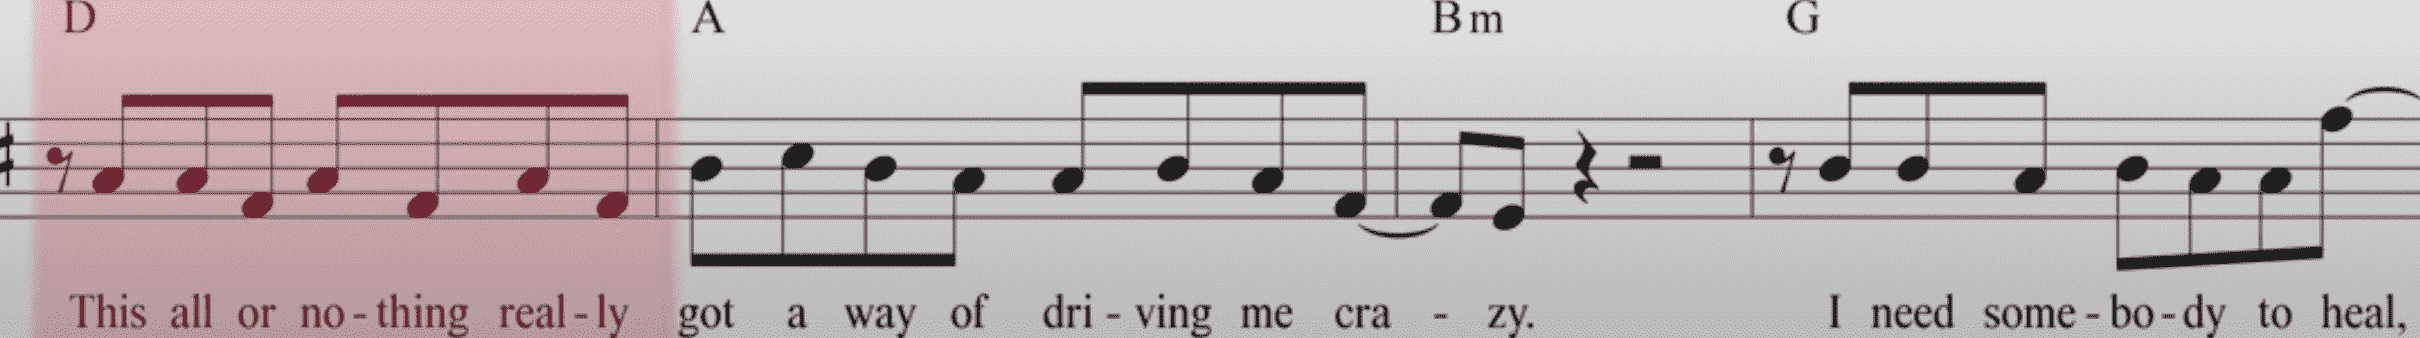 D A Bm G
This all or no - thing real - ly got a way of dri - ving me cra - zy. I need some - bo - dy to heal,